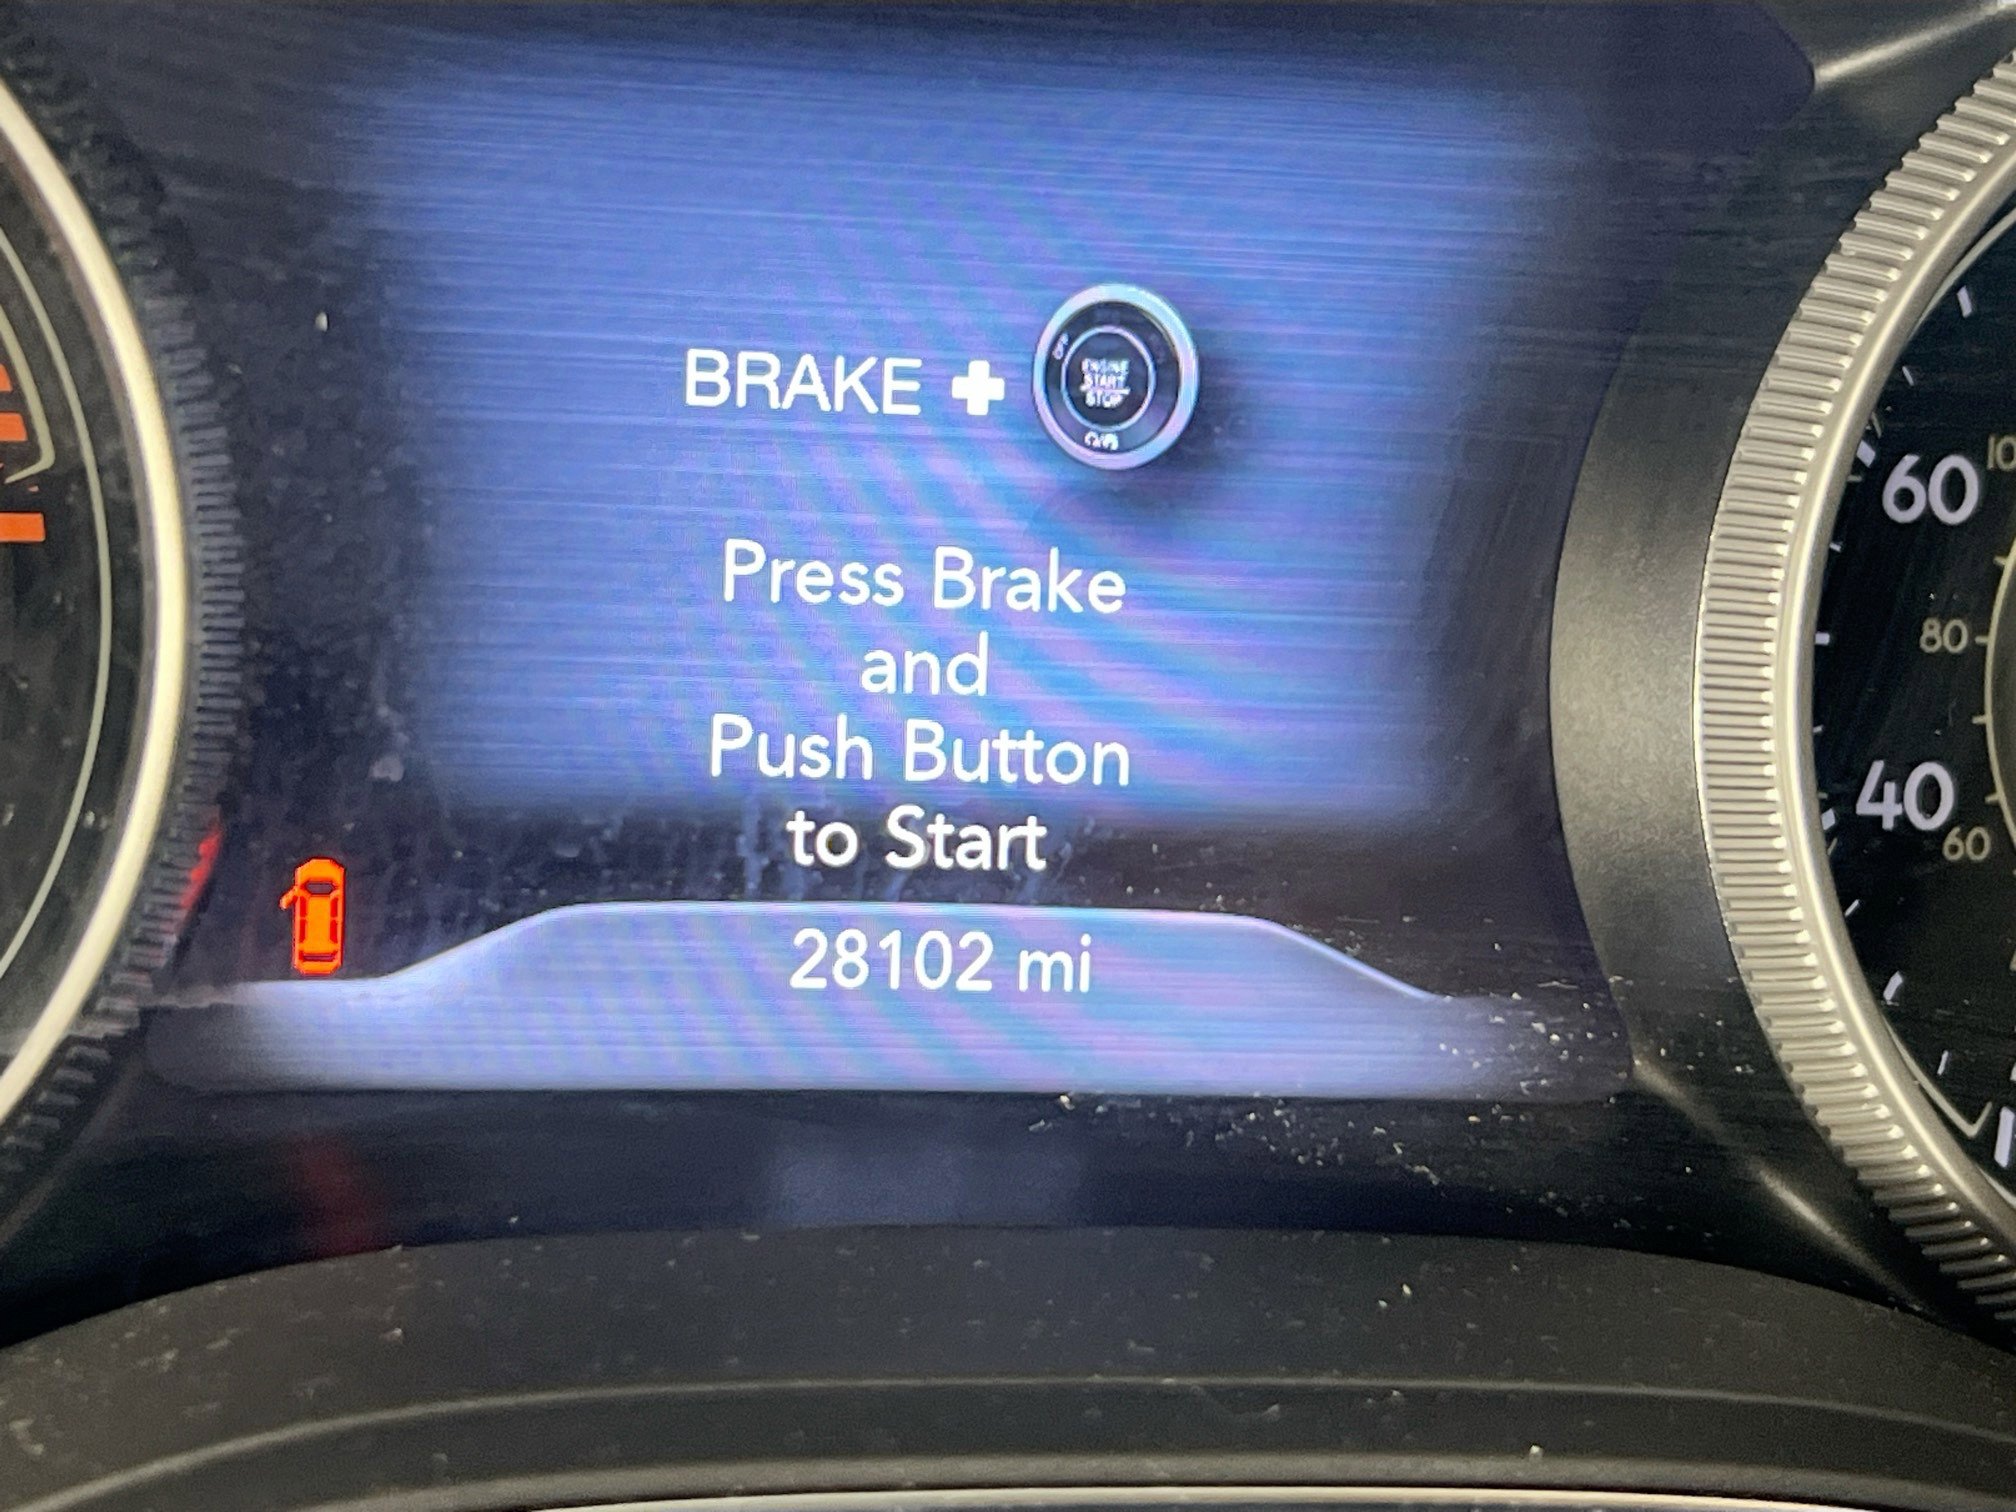 BRAKE +
ENGINE
START
STOP
Press Brake
and
Push Button
to Start
28102 mi
60
80
40
60